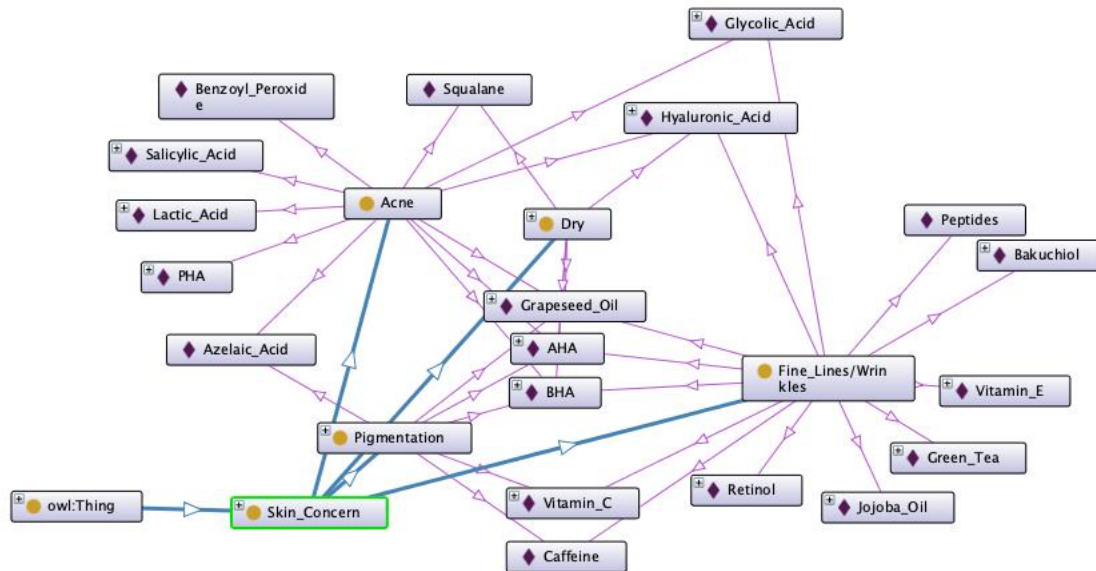 Glycolic_Acid
Benzoyl_Peroxid
e
Squalane
Hyaluronic_Acid
Salicylic_Acid
Lactic_Acid
Acne
Dry
Peptides
Bakuchiol
PHA
Grapeseed_Oil
Azelaic_Acid
AHA
BHA
Fine_Lines/Wrin
kles
Vitamin_E
Pigmentation
Green_Tea
Retinol
Vitamin_C
Jojoba_Oil
owl:Thing
Skin_Concern
Caffeine